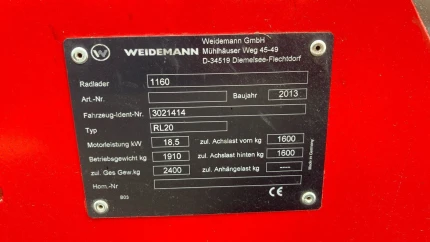 WEIDEMANN
Weidemann GmbH
Mühlhäuser Weg 45-49
D-34519 Diemelsee-Flechtdorf
Radlader 1160
Art.-Nr. Baujahr 2013
Fahrzeug-Ident-Nr. 3021414
Typ RL20
Motorleistung kW 18.5 zul. Achslast vorn kg 1600
Betriebsgewicht kg 1910 zul. Achslast hinten kg 1600
zul. Ges Gew.kg 2400 zul. Anhängelast kg ----
Hom.-Nr
B03 CE
Made in Germany